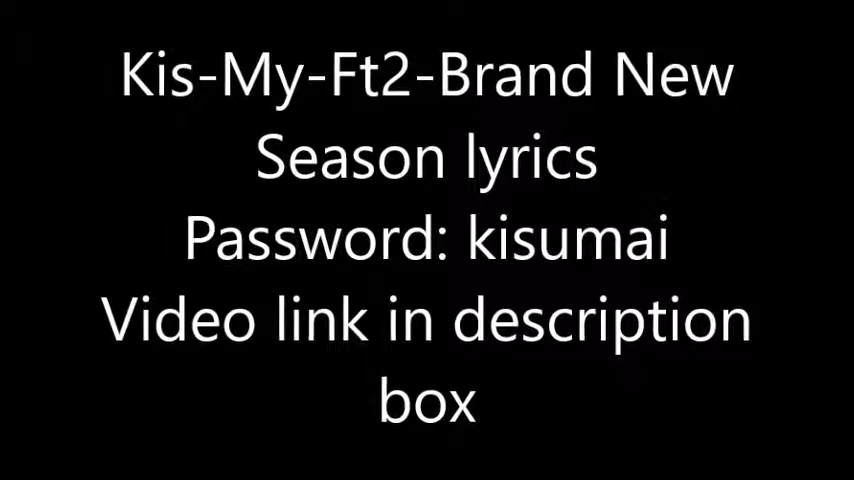 Kis-My-Ft2-Brand New
Season lyrics
Password: kisumai
Video link in description
box